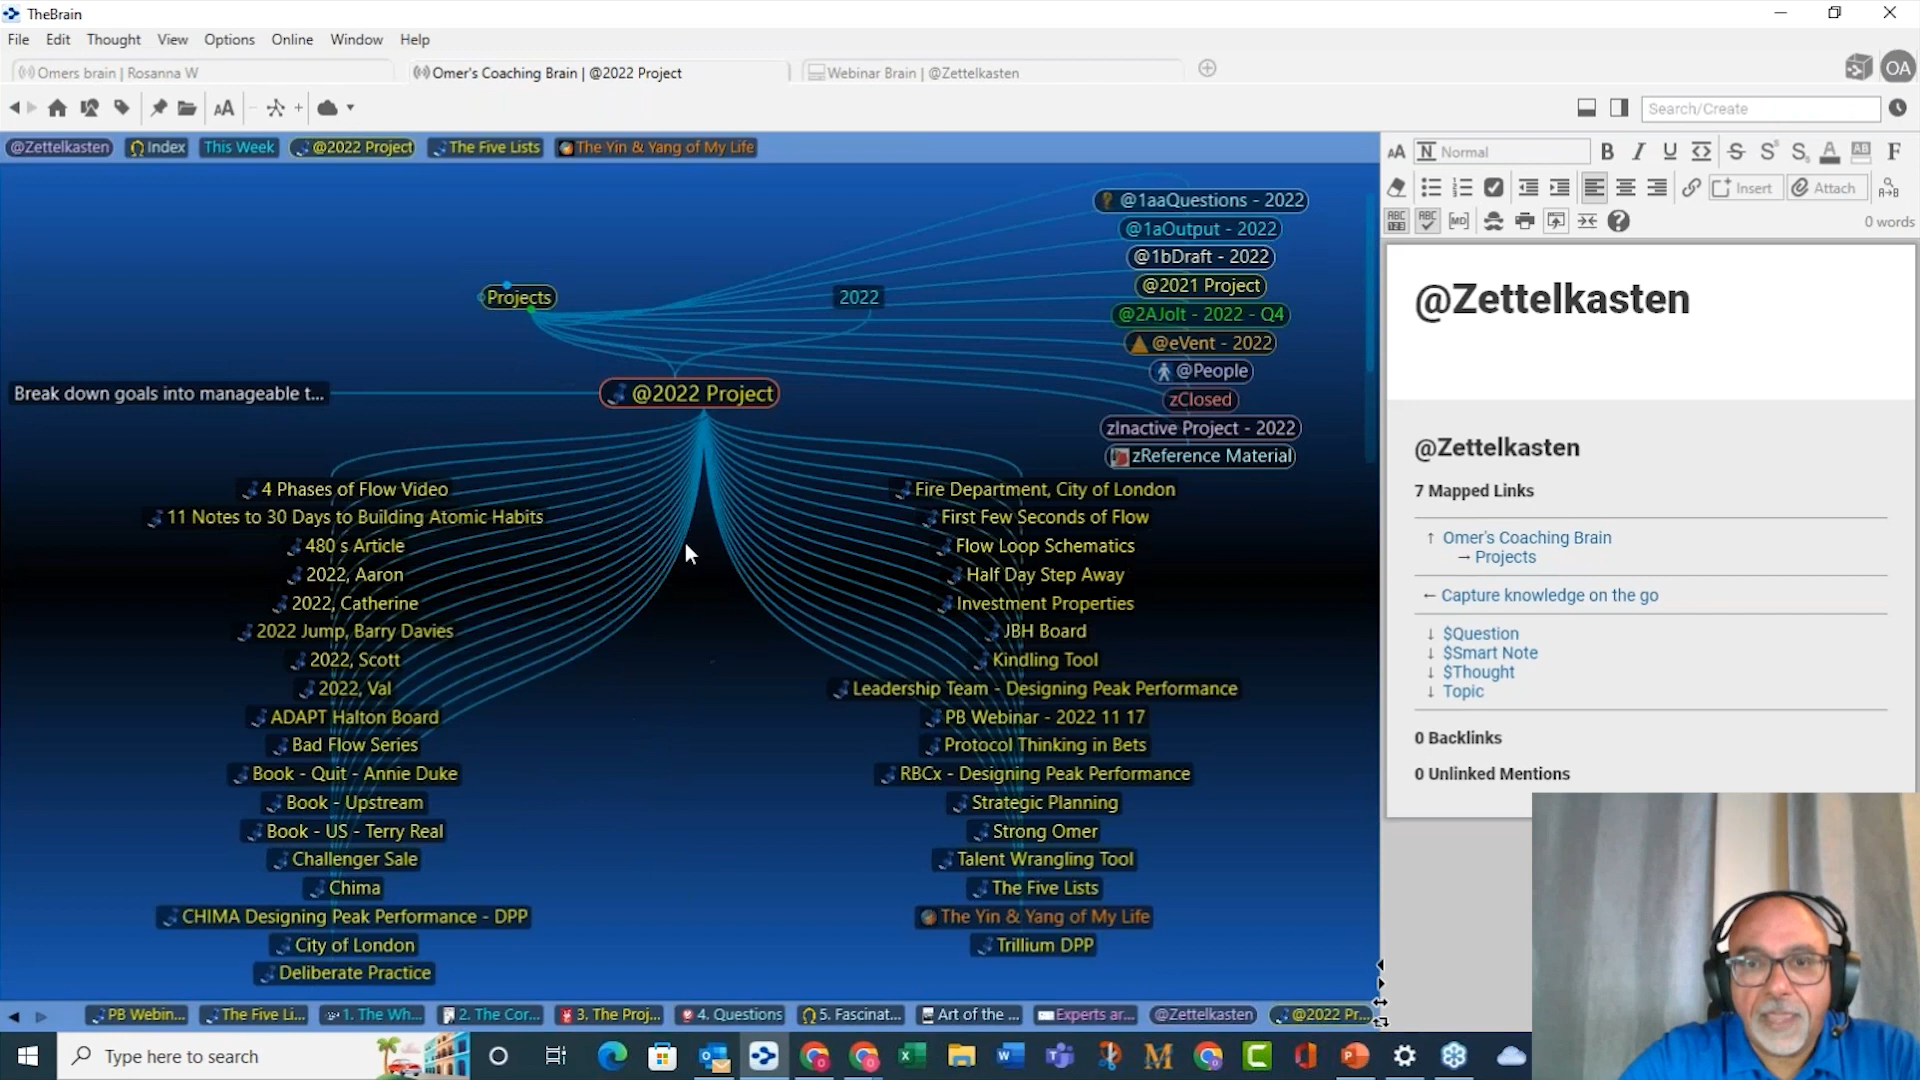 TheBrain
File Edit Thought View Options Online Window Help
Omers brain | Rosanna W
Omer's Coaching Brain | @2022 Project
Webinar Brain | @Zettelkasten
OA
Search/Create
@Zettelkasten
Index
This Week
@2022 Project
The Five Lists
The Yin & Yang of My Life
Normal
Insert
Attach
0 words
@1aaQuestions - 2022
@1aOutput - 2022
@1bDraft - 2022
@2021 Project
@2AJolt - 2022 - Q4
@eVent - 2022
@People
zClosed
zInactive Project - 2022
zReference Material
Projects
2022
Break down goals into manageable t...
@2022 Project
4 Phases of Flow Video
11 Notes to 30 Days to Building Atomic Habits
480 s Article
2022, Aaron
2022, Catherine
2022 Jump, Barry Davies
2022, Scott
2022, Val
ADAPT Halton Board
Bad Flow Series
Book - Quit - Annie Duke
Book - Upstream
Book - US - Terry Real
Challenger Sale
Chima
CHIMA Designing Peak Performance - DPP
City of London
Deliberate Practice
Fire Department, City of London
First Few Seconds of Flow
Flow Loop Schematics
Half Day Step Away
Investment Properties
JBH Board
Kindling Tool
Leadership Team - Designing Peak Performance
PB Webinar - 2022 11 17
Protocol Thinking in Bets
RBCx - Designing Peak Performance
Strategic Planning
Strong Omer
Talent Wrangling Tool
The Five Lists
The Yin & Yang of My Life
Trillium DPP
@Zettelkasten
@Zettelkasten
7 Mapped Links
↑ Omer's Coaching Brain
→ Projects
← Capture knowledge on the go
↓ $Question
↓ $Smart Note
↓ $Thought
↓ Topic
0 Backlinks
0 Unlinked Mentions
PB Webin...
The Five Li...
1. The Wh...
2. The Cor...
3. The Proj...
4. Questions
5. Fascinat...
Art of the ...
Experts ar...
@Zettelkasten
@2022 Pr...
Type here to search